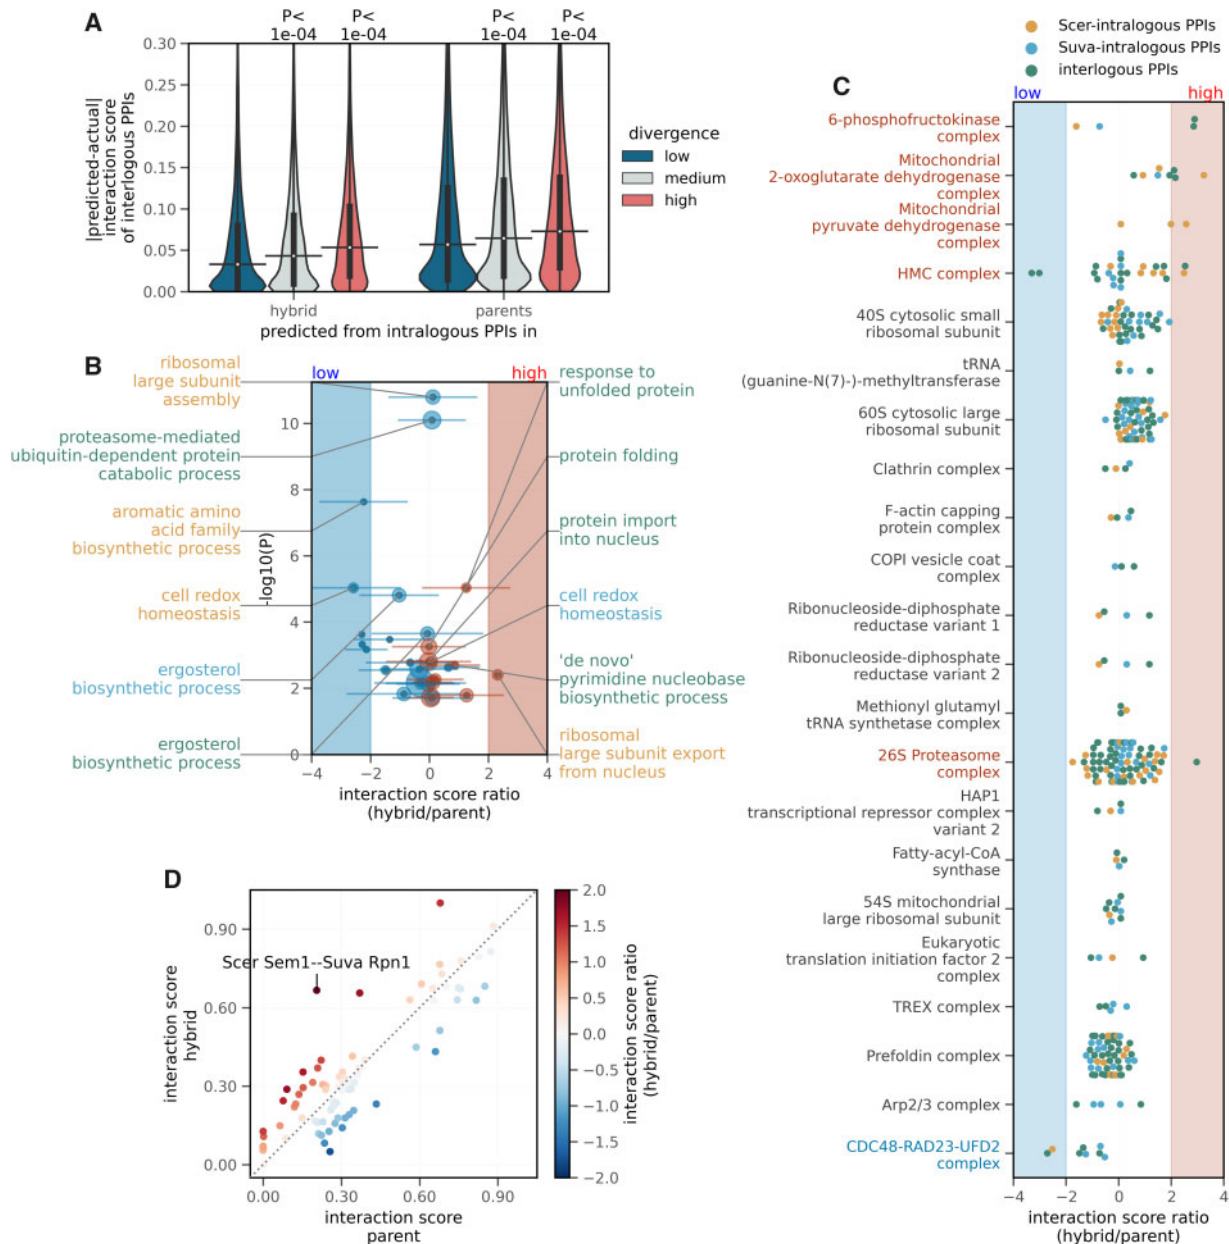 A
P<
1e-04
P<
1e-04
P<
1e-04
P<
1e-04
0.30
0.25
0.20
0.15
0.10
0.05
0.00
|predicted-actual|
interaction score
of interlogous PPIs
hybrid
parents
predicted from intralogous PPIs in
divergence
low
medium
high
B
low
high
ribosomal
large subunit
assembly
proteasome-mediated
ubiquitin-dependent protein
catabolic process
aromatic amino
acid family
biosynthetic process
cell redox
homeostasis
ergosterol
biosynthetic process
ergosterol
biosynthetic process
-log10(P)
10
8
6
4
2
0
−4
−2
0
2
4
interaction score ratio
(hybrid/parent)
response to
unfolded protein
protein folding
protein import
into nucleus
cell redox
homeostasis
'de novo'
pyrimidine nucleobase
biosynthetic process
ribosomal
large subunit export
from nucleus
Scer-intralogous PPIs
Suva-intralogous PPIs
interlogous PPIs
C
low
high
6-phosphofructokinase
complex
Mitochondrial
2-oxoglutarate dehydrogenase
complex
Mitochondrial
pyruvate dehydrogenase
complex
HMC complex
40S cytosolic small
ribosomal subunit
tRNA
(guanine-N(7)-)-methyltransferase
60S cytosolic large
ribosomal subunit
Clathrin complex
F-actin capping
protein complex
COPI vesicle coat
complex
Ribonucleoside-diphosphate
reductase variant 1
Ribonucleoside-diphosphate
reductase variant 2
Methionyl glutamyl
tRNA synthetase complex
26S Proteasome
complex
HAP1
transcriptional repressor complex
variant 2
Fatty-acyl-CoA
synthase
54S mitochondrial
large ribosomal subunit
Eukaryotic
translation initiation factor 2
complex
TREX complex
Prefoldin complex
Arp2/3 complex
CDC48-RAD23-UFD2
complex
−4
−2
0
2
4
interaction score ratio
(hybrid/parent)
D
Scer Sem1--Suva Rpn1
interaction score
hybrid
0.90
0.60
0.30
0.00
0.00
0.30
0.60
0.90
interaction score
parent
2.0
1.5
1.0
0.5
0.0
−0.5
−1.0
−1.5
−2.0
interaction score ratio
(hybrid/parent)